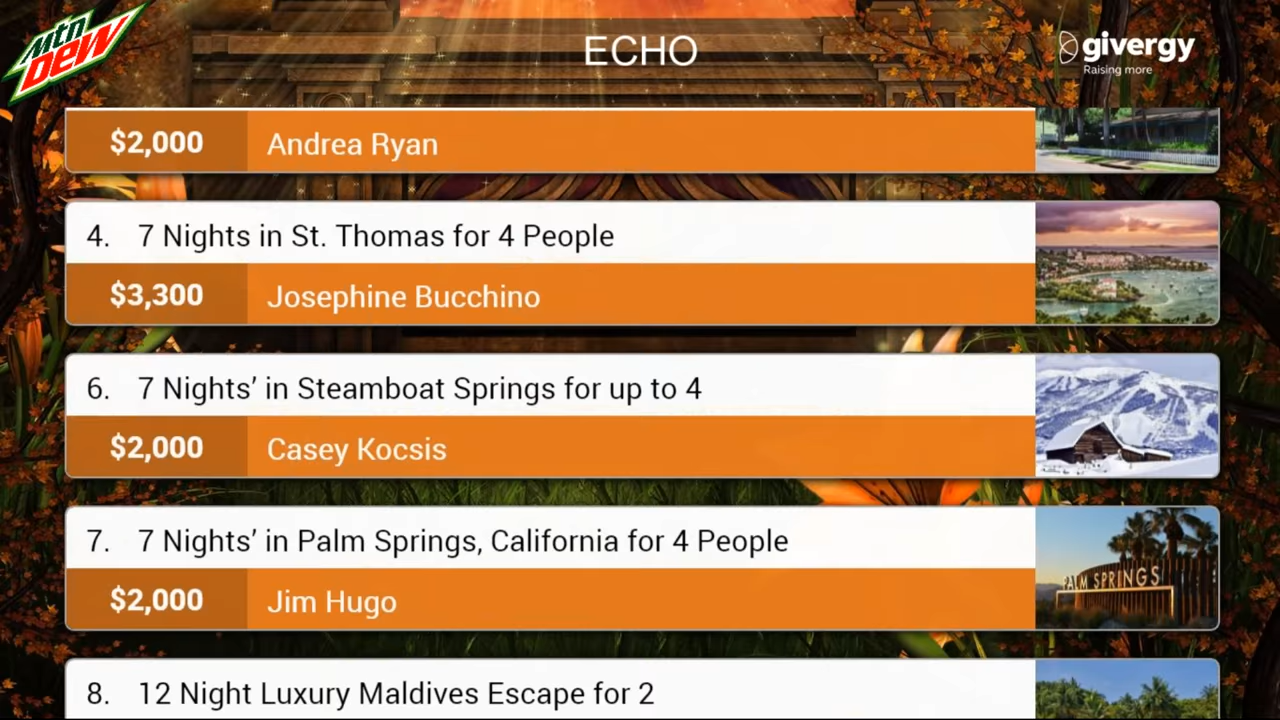 Mtn
DEW
ECHO
givergy
Raising more
$2,000 Andrea Ryan
4. 7 Nights in St. Thomas for 4 People
$3,300 Josephine Bucchino
6. 7 Nights’ in Steamboat Springs for up to 4
$2,000 Casey Kocsis
7. 7 Nights’ in Palm Springs, California for 4 People
PALM SPRINGS
$2,000 Jim Hugo
8. 12 Night Luxury Maldives Escape for 2